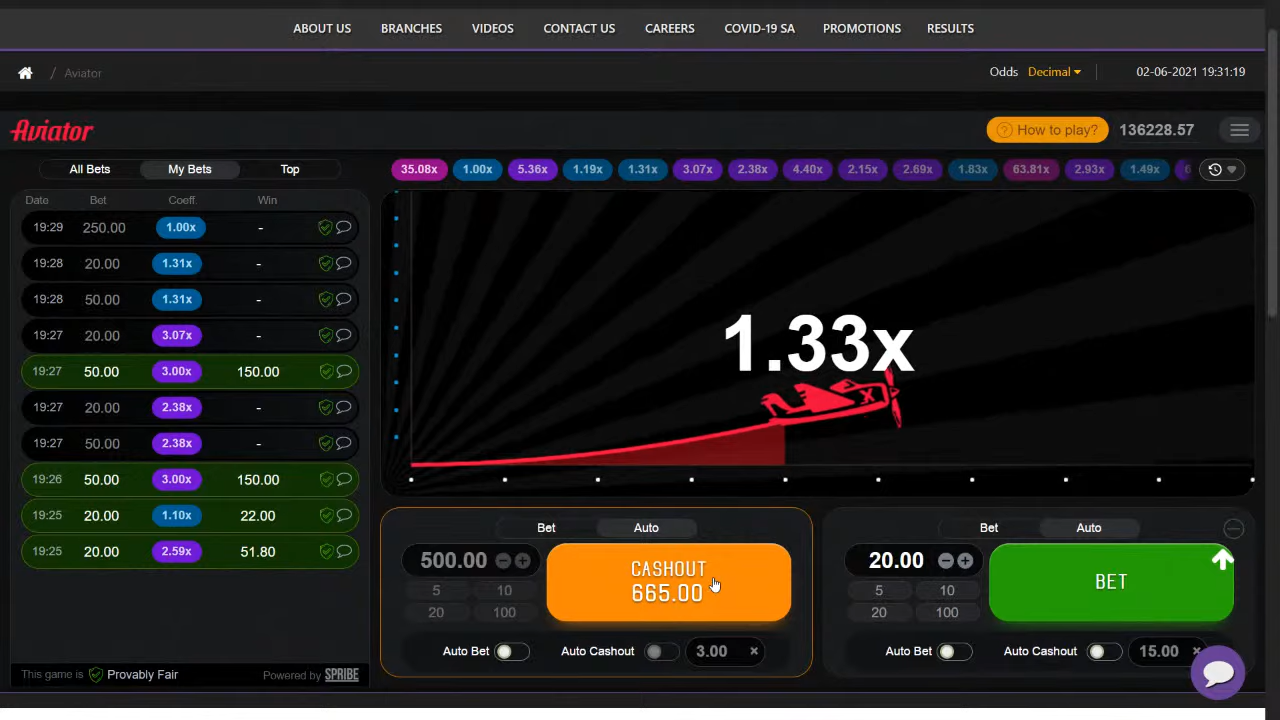 ABOUT US BRANCHES VIDEOS CONTACT US CAREERS COVID-19 SA PROMOTIONS RESULTS
/ Aviator Odds Decimal 02-06-2021 19:31:19
Aviator ? How to play? 136228.57
All Bets My Bets Top
35.08x 1.00x 5.36x 1.19x 1.31x 3.07x 2.38x 4.40x 2.15x 2.69x 1.83x 63.81x 2.93x 1.49x 6
Date Bet Coeff. Win
19:29 250.00 1.00x -
19:28 20.00 1.31x -
19:28 50.00 1.31x -
19:27 20.00 3.07x -
19:27 50.00 3.00x 150.00
19:27 20.00 2.38x -
19:27 50.00 2.38x -
19:26 50.00 3.00x 150.00
19:25 20.00 1.10x 22.00
19:25 20.00 2.59x 51.80
This game is Provably Fair Powered by SPRIBE
1.33x
X
Bet Auto
500.00 - +
5 10
20 100
CASHOUT
665.00
Auto Bet Auto Cashout 3.00 ×
Bet Auto
20.00 - +
5 10
20 100
BET
Auto Bet Auto Cashout 15.00 ×